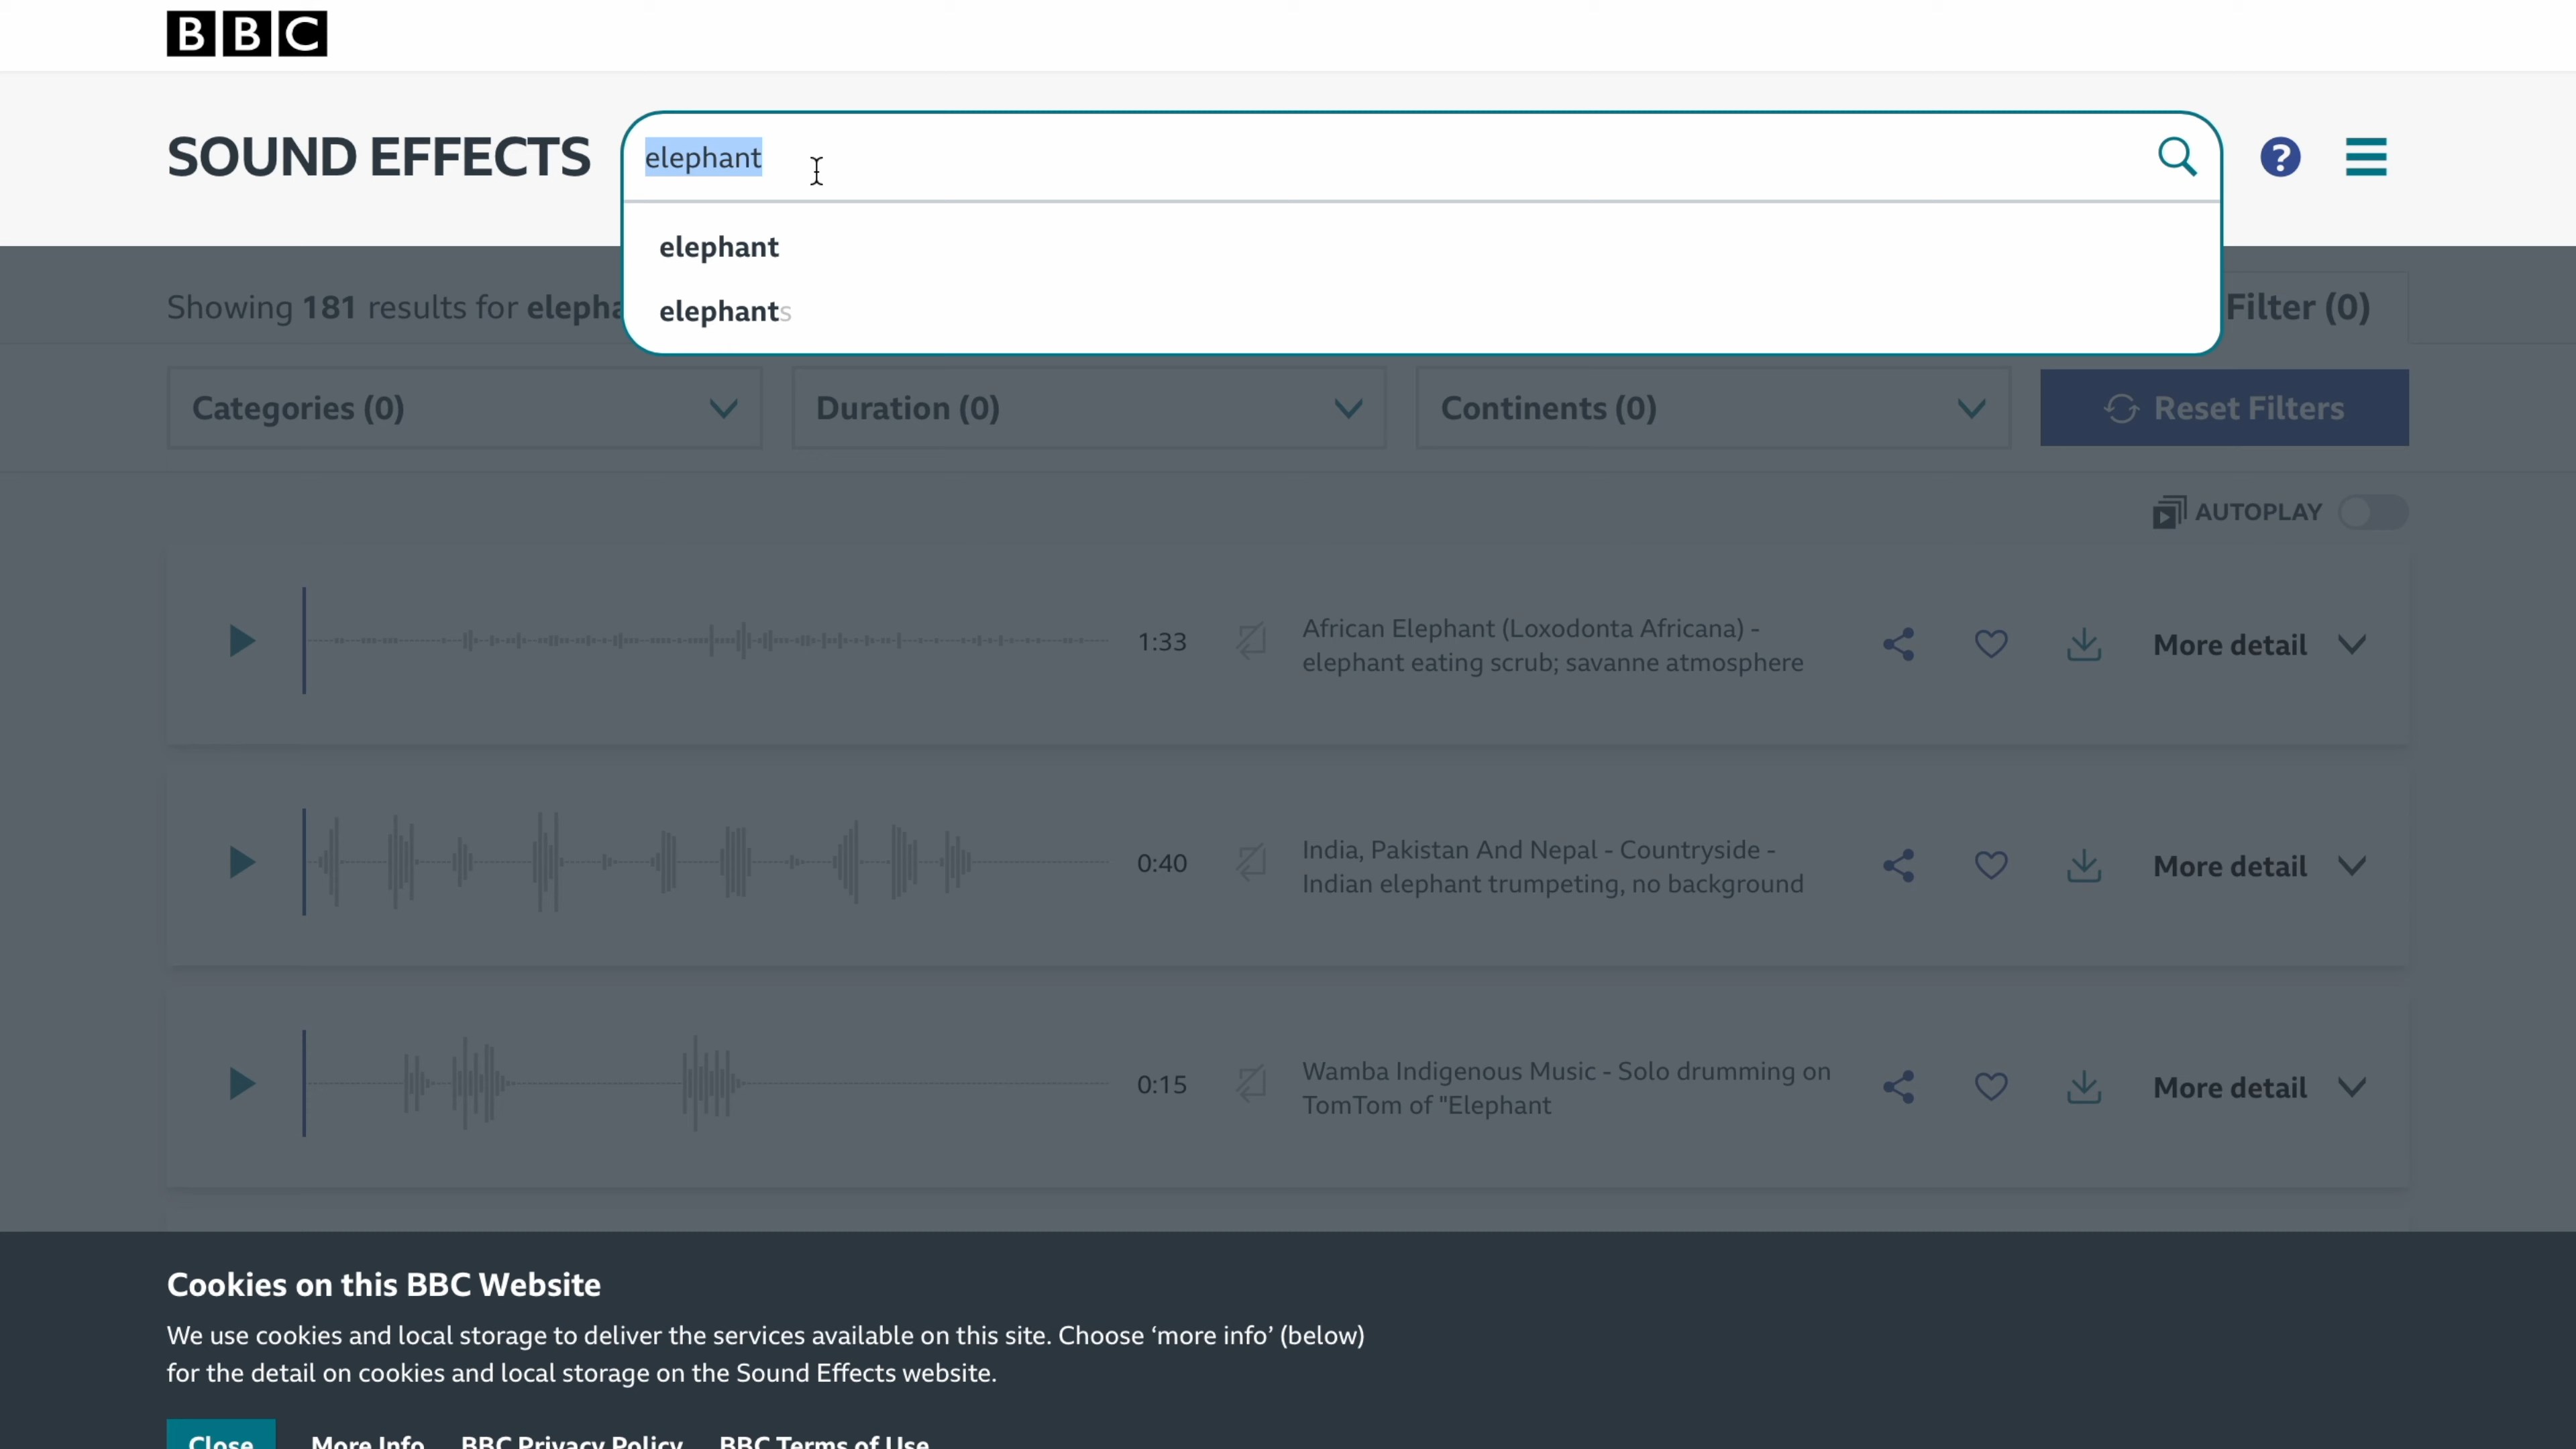 BBC
SOUND EFFECTS
elephant
?
elephant
elephants
Showing 181 results for elepha
Filter (0)
Categories (0)
Duration (0)
Continents (0)
Reset Filters
AUTOPLAY
1:33
African Elephant (Loxodonta Africana) -
elephant eating scrub; savanne atmosphere
More detail
0:40
India, Pakistan And Nepal - Countryside -
Indian elephant trumpeting, no background
More detail
0:15
Wamba Indigenous Music - Solo drumming on
TomTom of "Elephant
More detail
Cookies on this BBC Website
We use cookies and local storage to deliver the services available on this site. Choose ‘more info’ (below)
for the detail on cookies and local storage on the Sound Effects website.
Close
More Info
BBC Privacy Policy
BBC Terms of Use